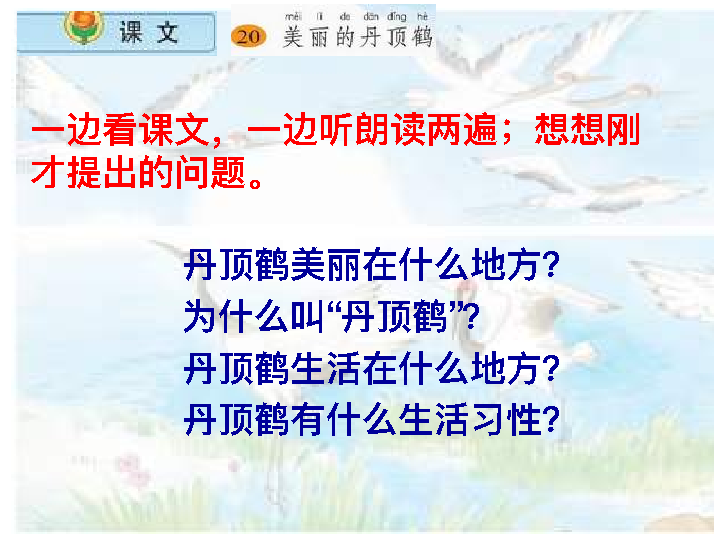 měi lì de dān dǐng hè
课 文 20 美丽的丹顶鹤
一边看课文，一边听朗读两遍；想想刚
才提出的问题。
丹顶鹤美丽在什么地方？
为什么叫“丹顶鹤”？
丹顶鹤生活在什么地方？
丹顶鹤有什么生活习性？